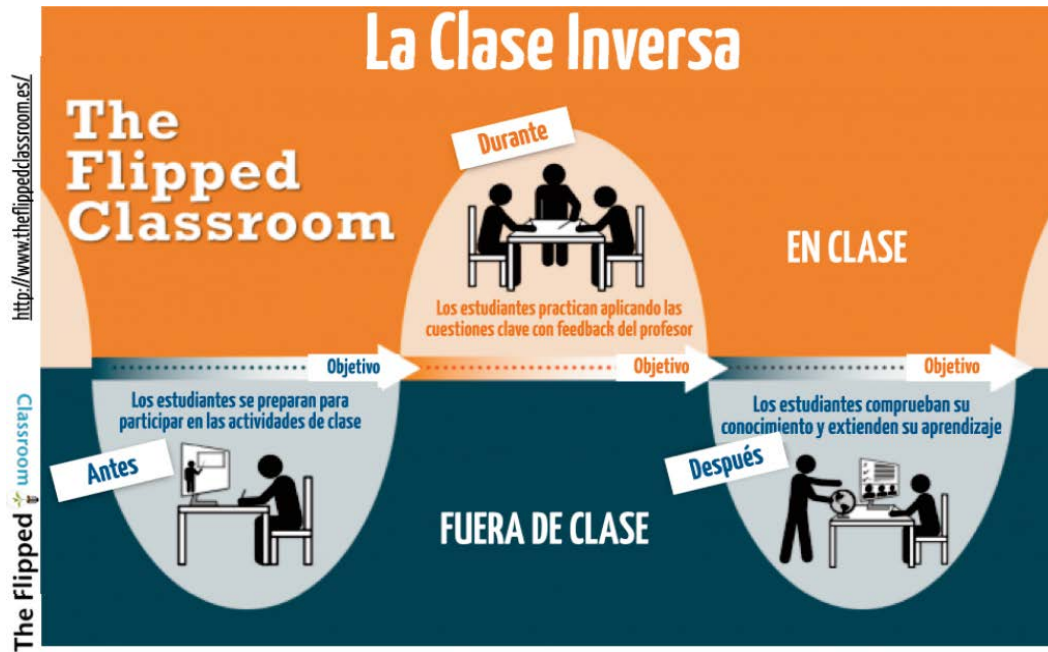 La Clase Inversa
The
Flipped
Classroom
Durante
Los estudiantes practican aplicando las
cuestiones clave con feedback del profesor
EN CLASE
Objetivo
Objetivo
Objetivo
Los estudiantes se preparan para
participar en las actividades de clase
Antes
FUERA DE CLASE
Los estudiantes comprueban su
conocimiento y extienden su aprendizaje
Después
http://www.theflippedclassroom.es/
The Flipped Classroom